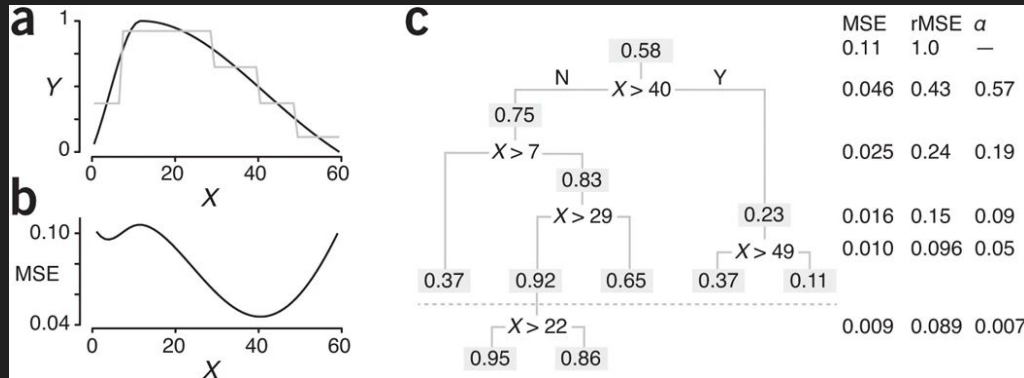 a
1
Y
0
0 20 40 60
X
b
0.10
MSE
0.04
0 20 40 60
X
c
MSE rMSE α
0.58 0.11 1.0 —
N X > 40 Y 0.046 0.43 0.57
0.75
X > 7 0.025 0.24 0.19
0.83
X > 29 0.23 0.016 0.15 0.09
X > 49 0.010 0.096 0.05
0.37 0.92 0.65 0.37 0.11
X > 22 0.009 0.089 0.007
0.95 0.86